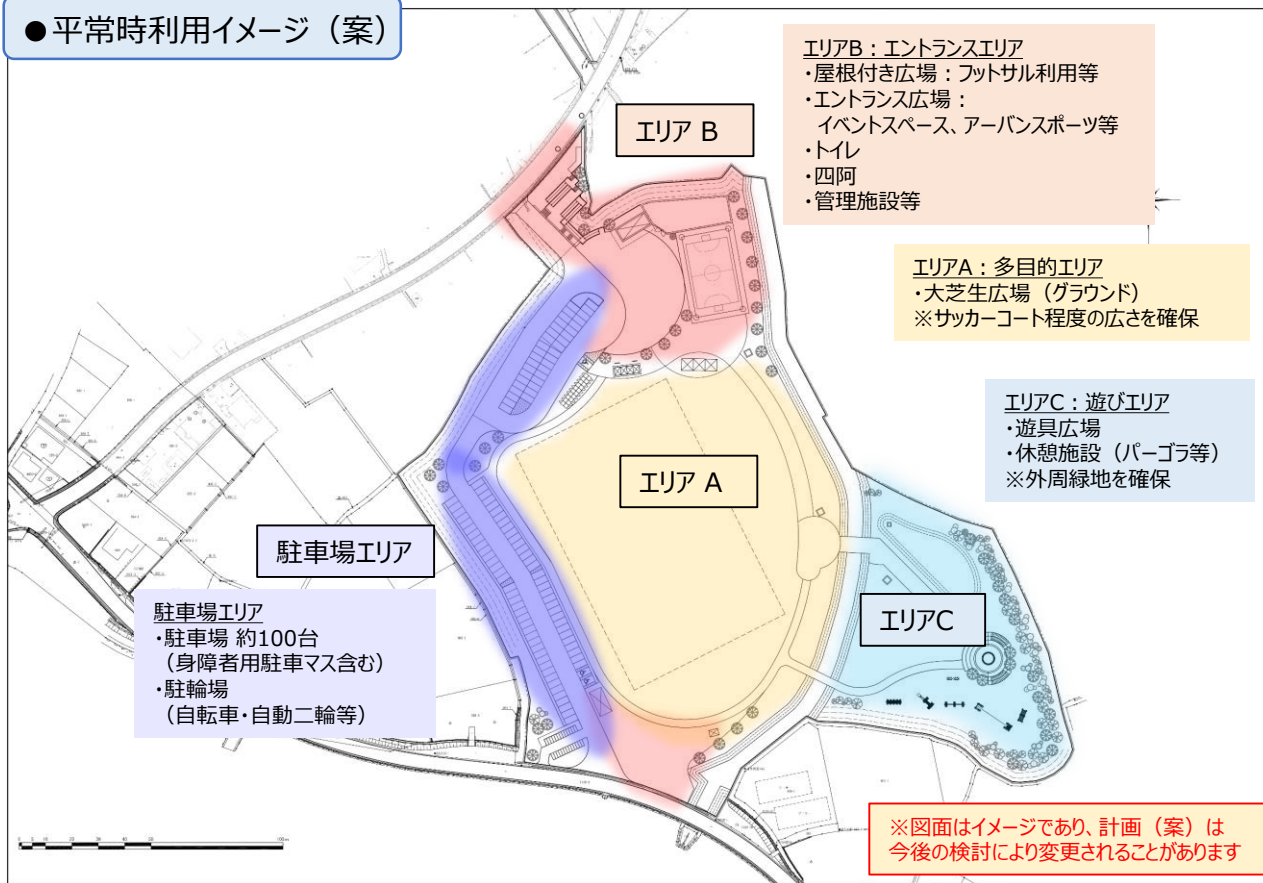 ●平常時利用イメージ（案）
エリアB：エントランスエリア
・屋根付き広場：フットサル利用等
・エントランス広場：
イベントスペース、アーバンスポーツ等
・トイレ
・四阿
・管理施設等
エリア B
エリアA：多目的エリア
・大芝生広場（グラウンド）
※サッカーコート程度の広さを確保
エリアC：遊びエリア
・遊具広場
・休憩施設（パーゴラ等）
※外周緑地を確保
エリア A
駐車場エリア
エリアC
駐車場エリア
・駐車場 約100台
（身障者用駐車マス含む）
・駐輪場
（自転車・自動二輪等）
※図面はイメージであり、計画（案）は
今後の検討により変更されることがあります